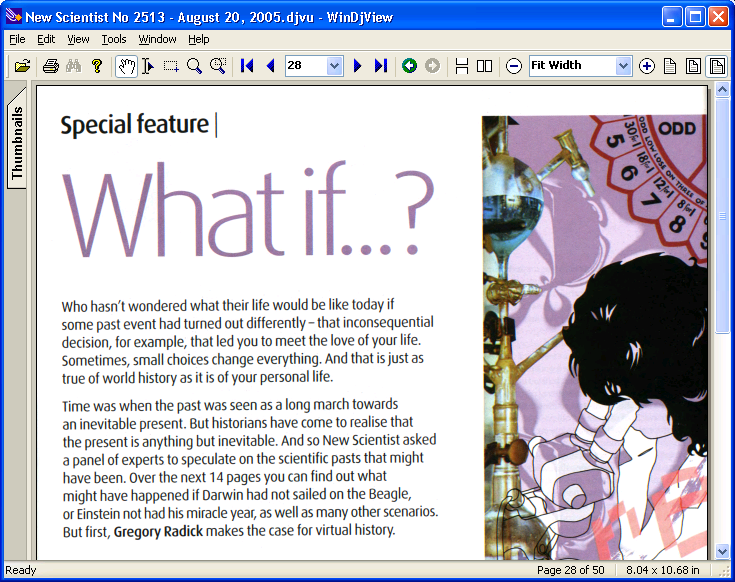 New Scientist No 2513 - August 20, 2005.djvu - WinDjView
File Edit View Tools Window Help
28
Fit Width
Thumbnails
Special feature
What if...?
Who hasn't wondered what their life would be like today if
some past event had turned out differently – that inconsequential
decision, for example, that led you to meet the love of your life.
Sometimes, small choices change everything. And that is just as
true of world history as it is of your personal life.
Time was when the past was seen as a long march towards
an inevitable present. But historians have come to realise that
the present is anything but inevitable. And so New Scientist asked
a panel of experts to speculate on the scientific pasts that might
have been. Over the next 14 pages you can find out what
might have happened if Darwin had not sailed on the Beagle,
or Einstein not had his miracle year, as well as many other scenarios.
But first, Gregory Radick makes the case for virtual history.
ODD
ODD LOW LOSE ON THREE OF
5 6 7 8 9
Ready
Page 28 of 50
8.04 x 10.68 in